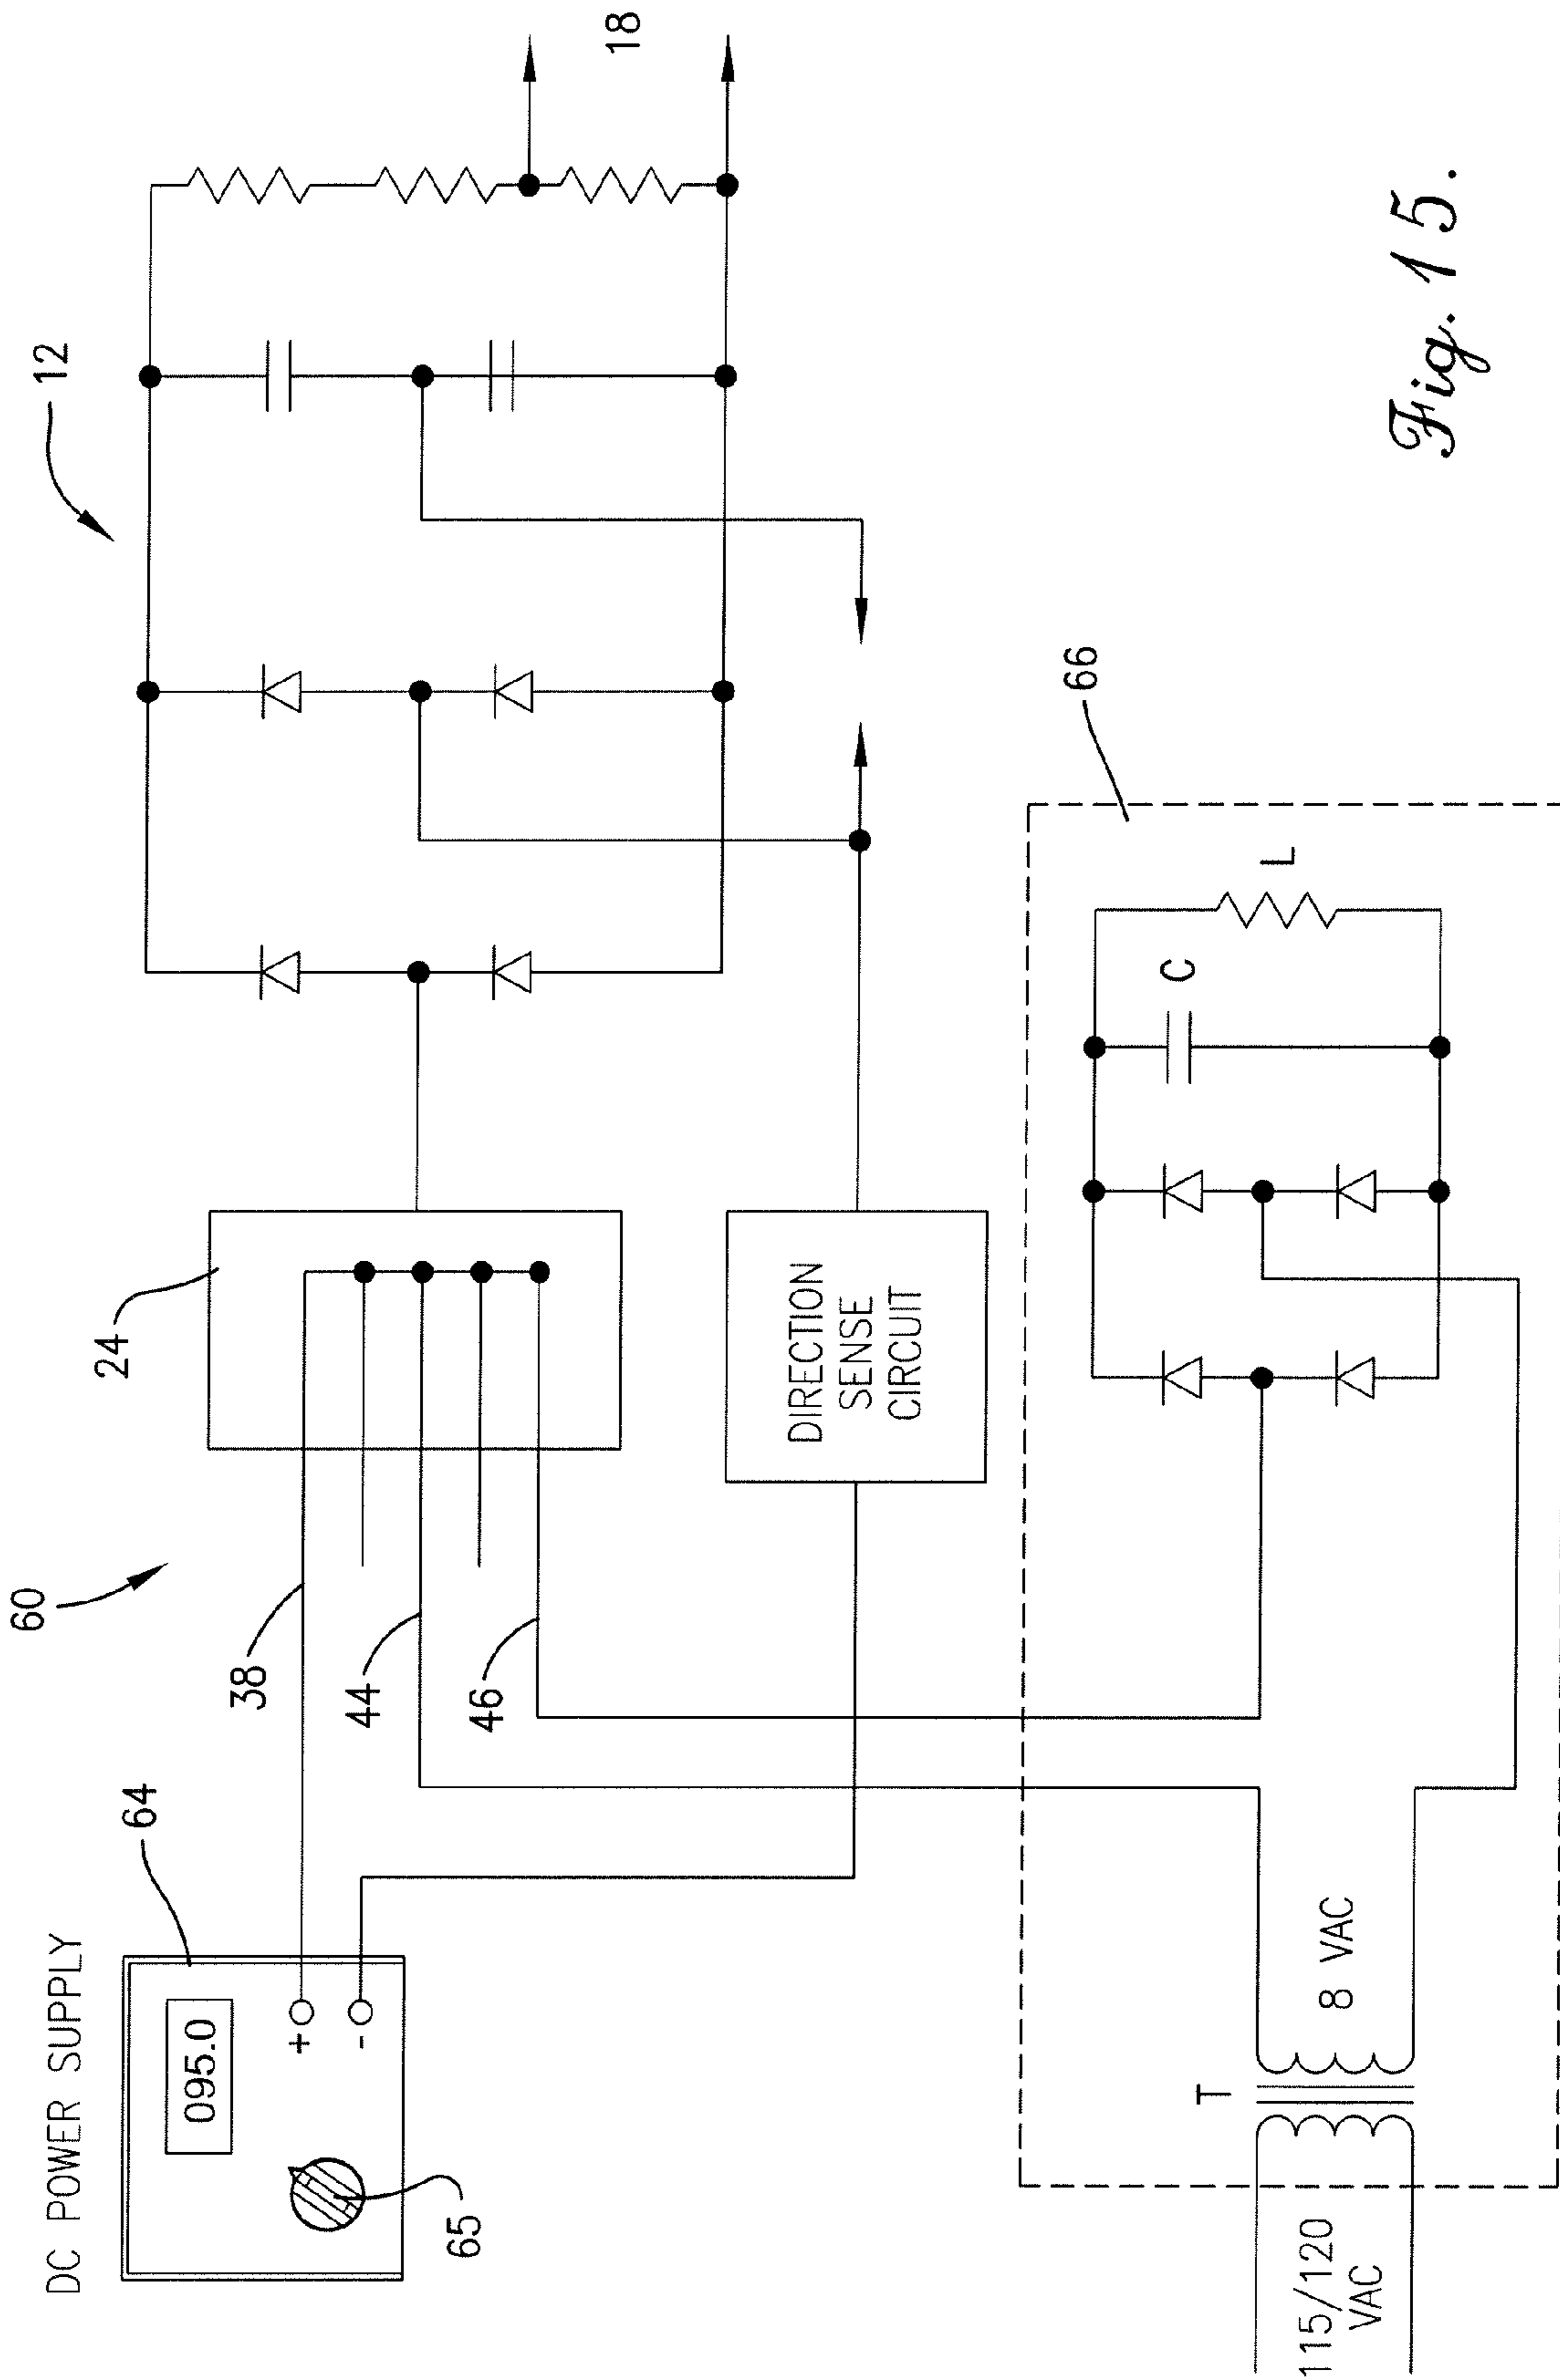 60
12
DC POWER SUPPLY
64
095.0
+
-
65
38
44
46
24
18
DIRECTION
SENSE
CIRCUIT
66
T
8 VAC
115/120
VAC
C
L
Fig. 15.